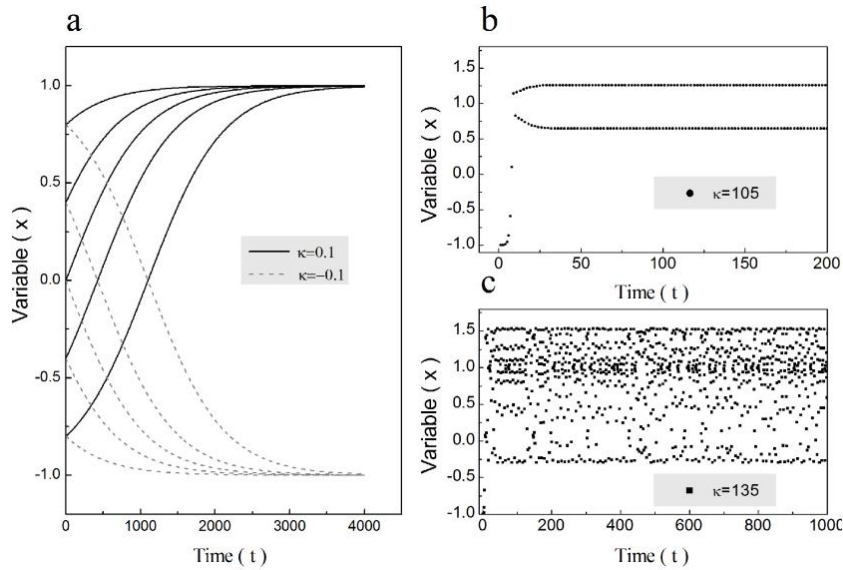 a
Variable ( x )
1.0
0.5
0.0
-0.5
-1.0
0
1000
2000
3000
4000
Time ( t )
κ=0.1
κ=-0.1
b
Variable ( x )
1.5
1.0
0.5
0.0
-0.5
-1.0
0
50
100
150
200
Time ( t )
κ=105
c
Variable ( x )
1.5
1.0
0.5
0.0
-0.5
-1.0
0
200
400
600
800
1000
Time ( t )
κ=135